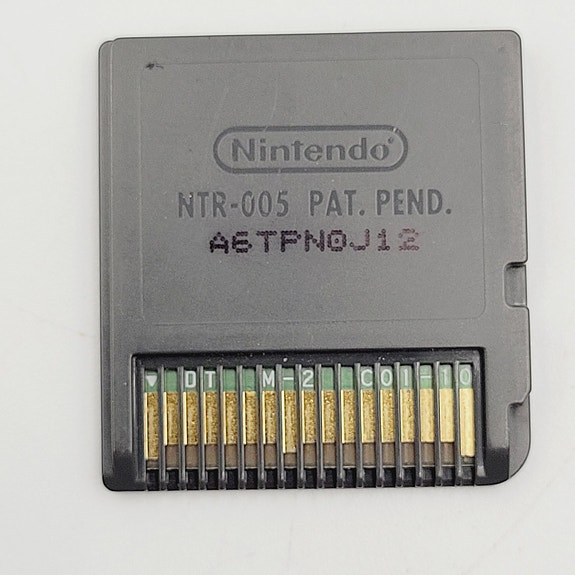 Nintendo®
NTR-005 PAT. PEND.
A6TPN0J12
▼ DT M-2 C01-10